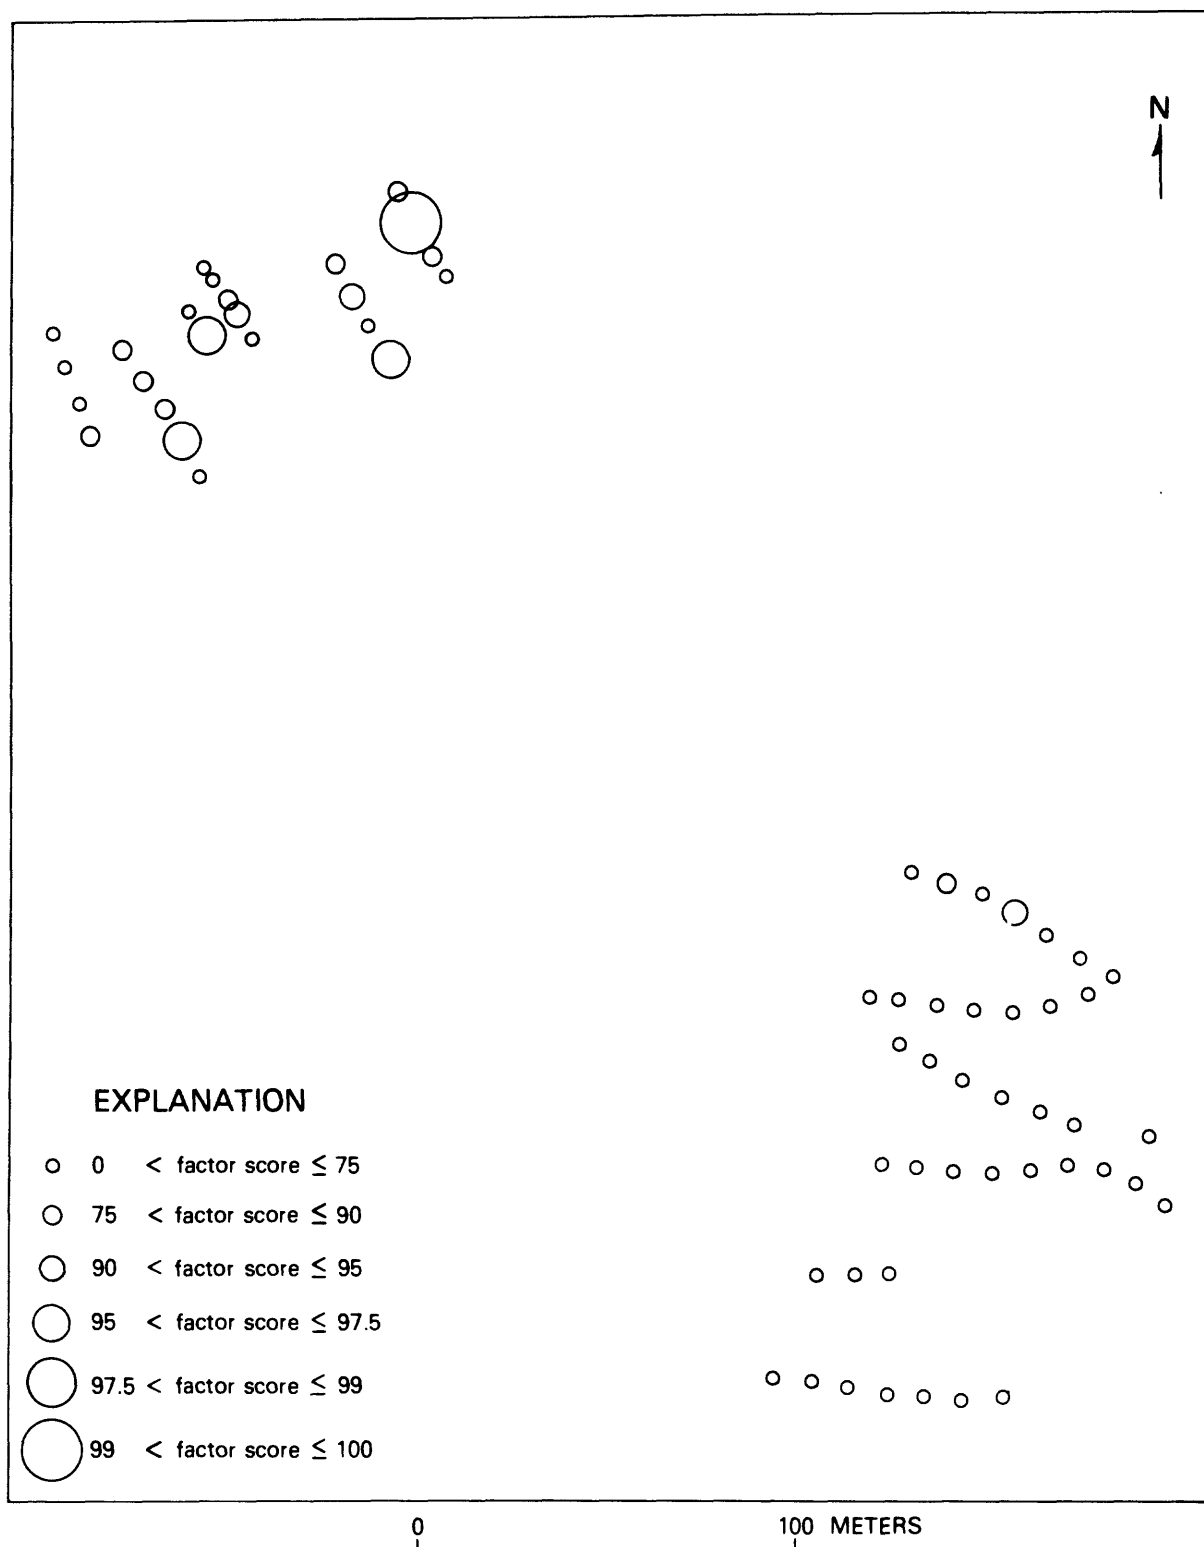 N
EXPLANATION
0 < factor score ≤ 75
75 < factor score ≤ 90
90 < factor score ≤ 95
95 < factor score ≤ 97.5
97.5 < factor score ≤ 99
99 < factor score ≤ 100
0 100 METERS